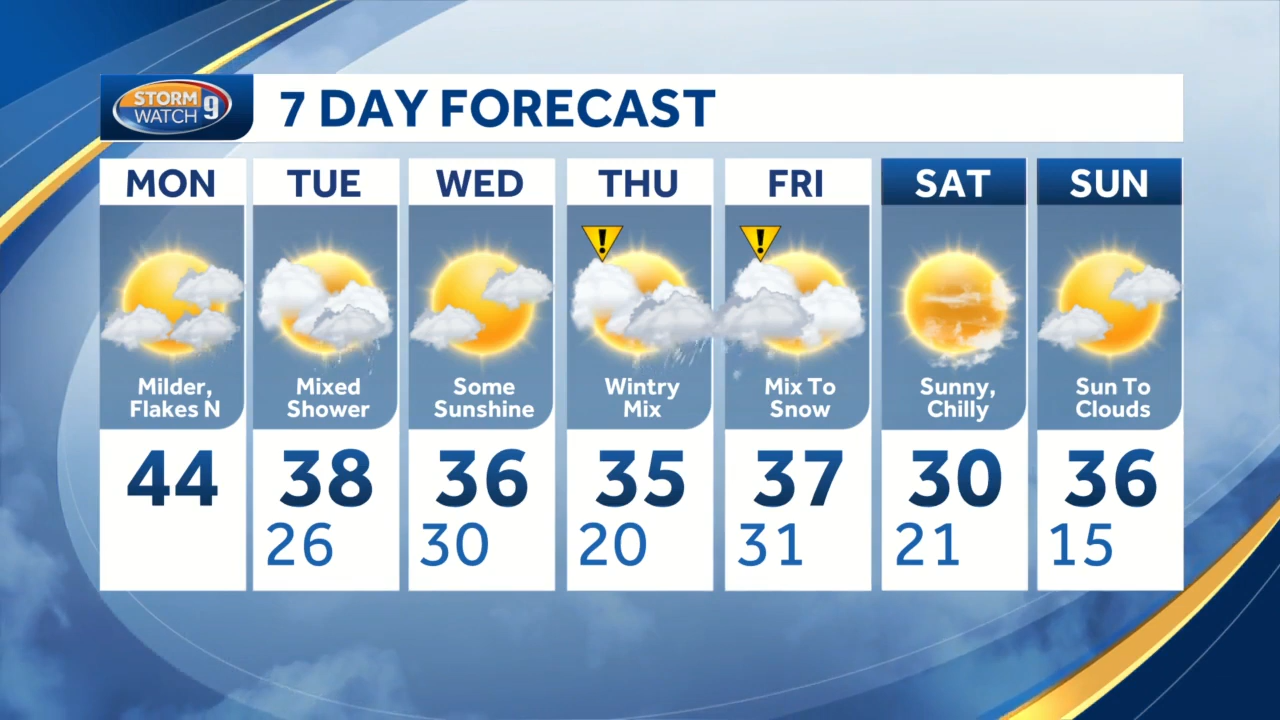 STORM
WATCH 9
7 DAY FORECAST
MON TUE WED THU FRI SAT SUN
! !
Milder,
Flakes N
Mixed
Shower
Some
Sunshine
Wintry
Mix
Mix To
Snow
Sunny,
Chilly
Sun To
Clouds
44 38 36 35 37 30 36
26 30 20 31 21 15